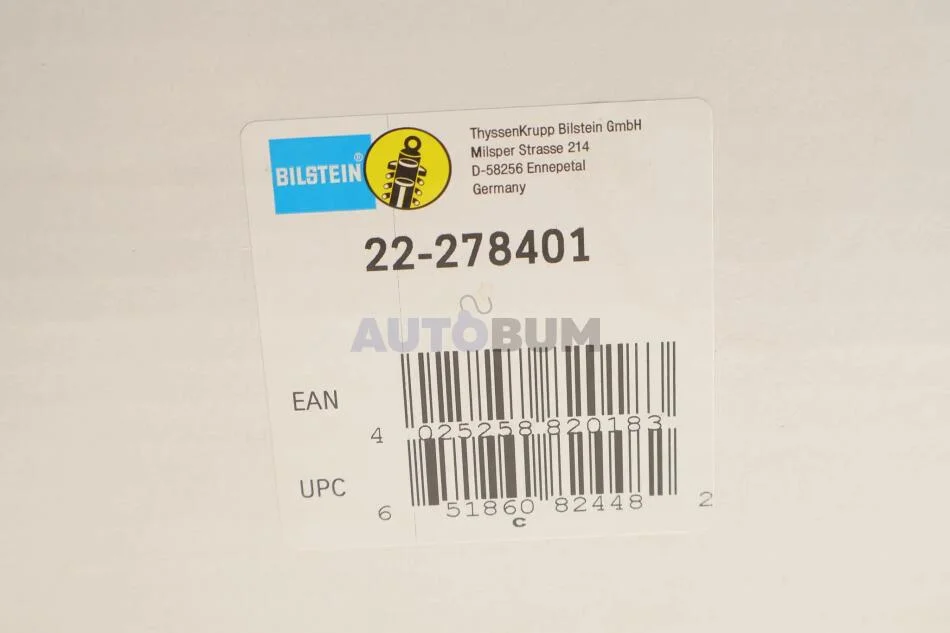 BILSTEIN®
ThyssenKrupp Bilstein GmbH
Milsper Strasse 214
D-58256 Ennepetal
Germany
22-278401
AUTOBUM
EAN
4 025258 820183
UPC
6 51860 82448 2
c